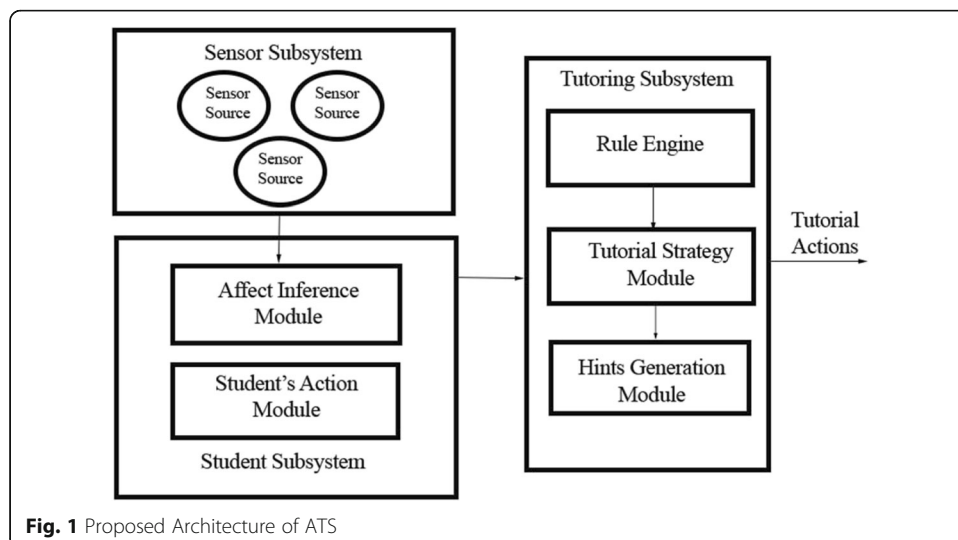 Sensor Subsystem
Sensor
Source
Sensor
Source
Sensor
Source
Affect Inference
Module
Student's Action
Module
Student Subsystem
Tutoring Subsystem
Rule Engine
Tutorial Strategy
Module
Hints Generation
Module
Tutorial
Actions
Fig. 1 Proposed Architecture of ATS